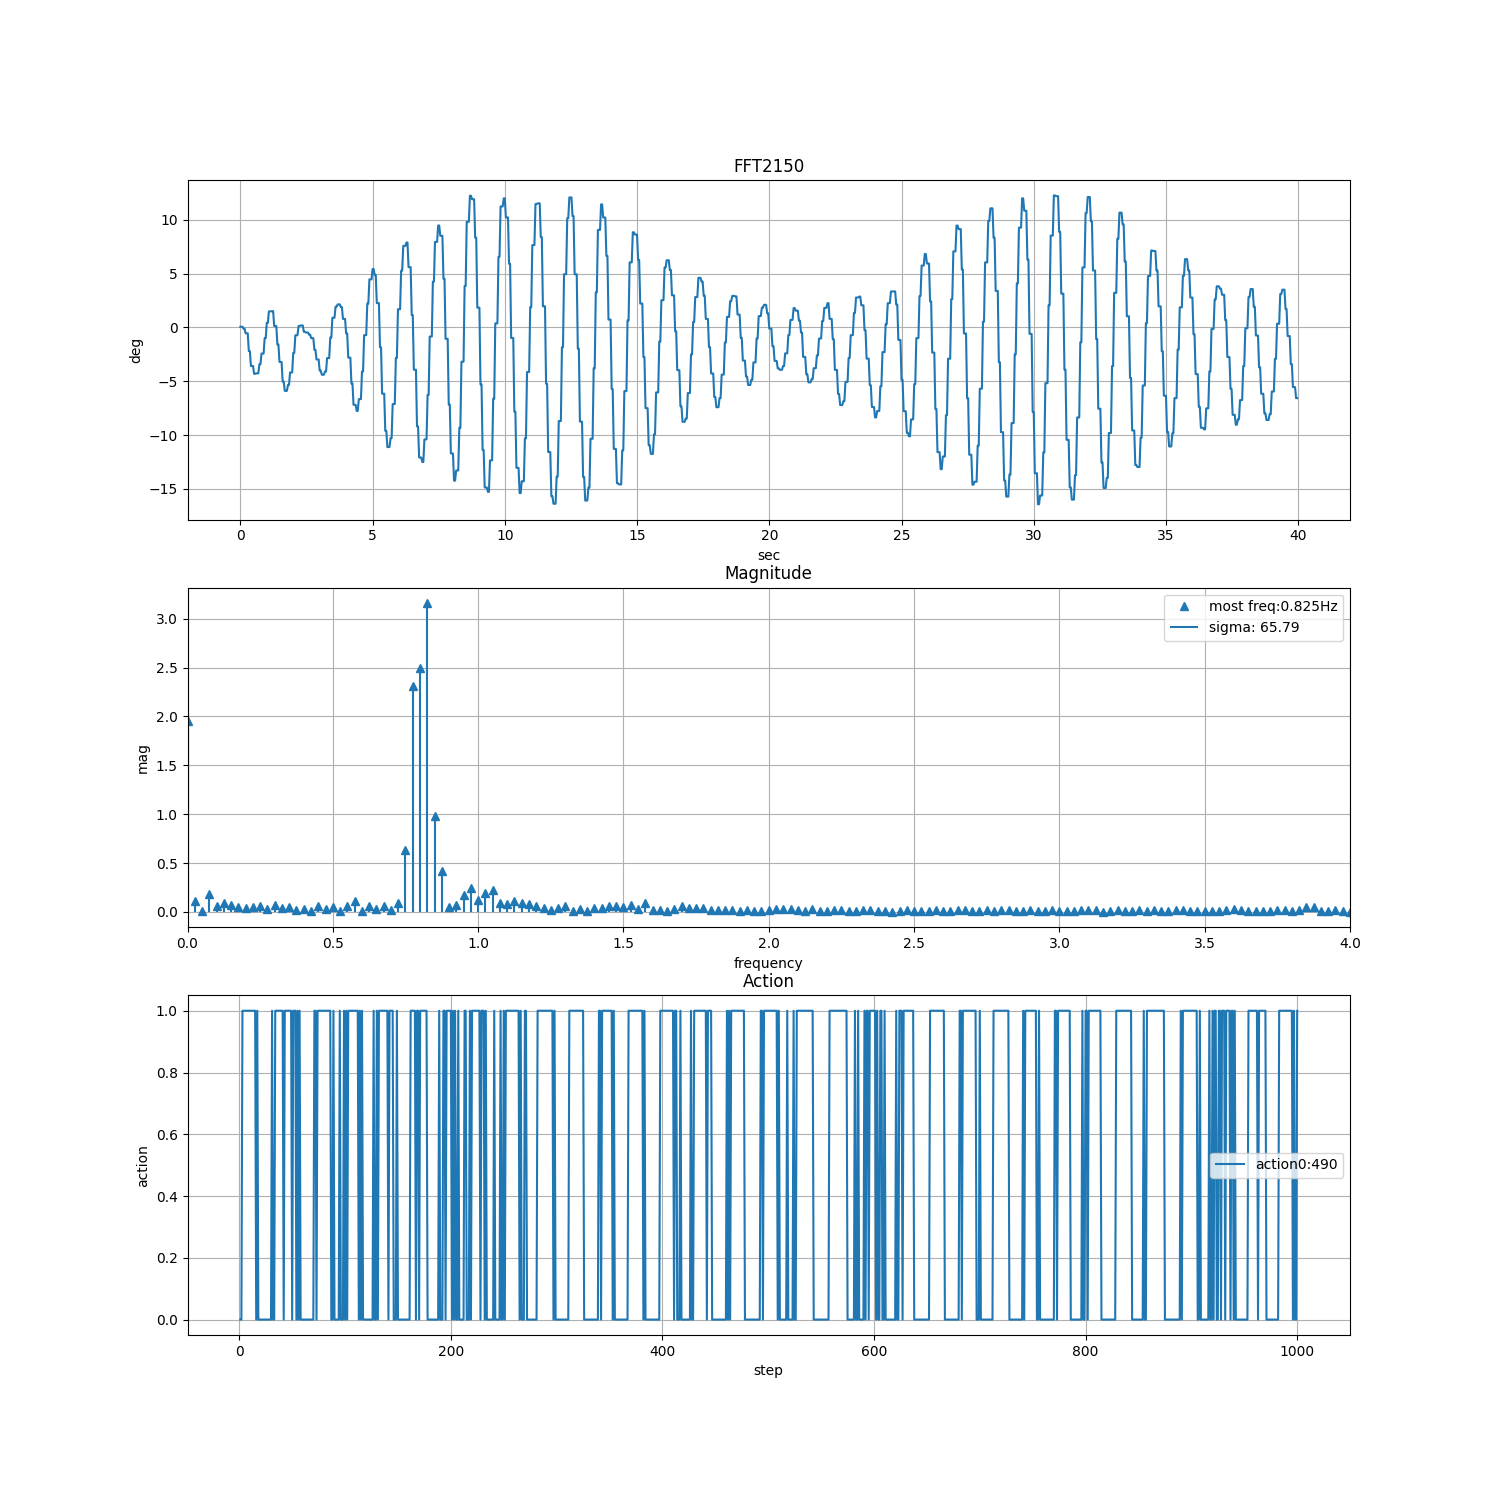 FFT2150
10
5
0
−5
−10
−15
deg
0 5 10 15 20 25 30 35 40
sec
Magnitude
most freq:0.825Hz
sigma: 65.79
3.0
2.5
2.0
1.5
1.0
0.5
0.0
mag
0.0 0.5 1.0 1.5 2.0 2.5 3.0 3.5 4.0
frequency
Action
1.0
0.8
0.6
0.4
0.2
0.0
action
action0:490
0 200 400 600 800 1000
step